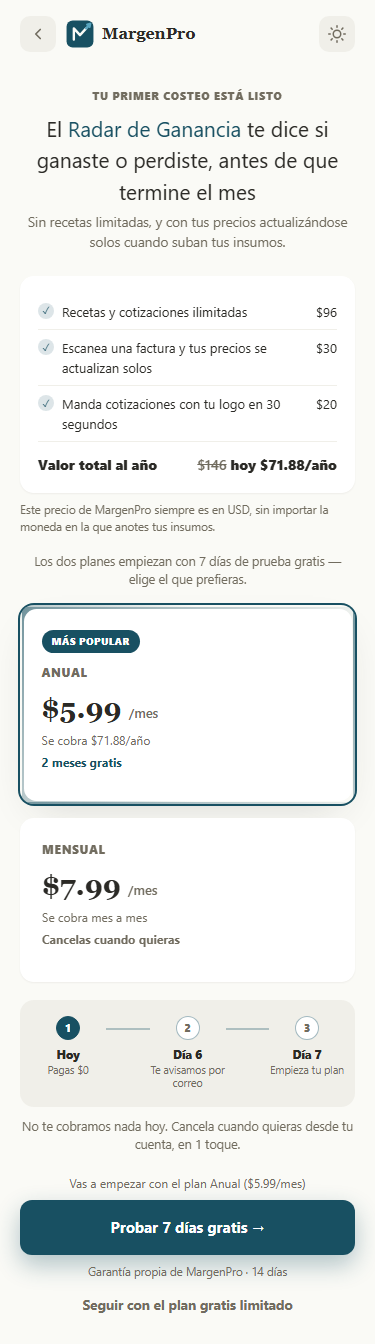 MargenPro
TU PRIMER COSTEO ESTÁ LISTO
El Radar de Ganancia te dice si
ganaste o perdiste, antes de que
termine el mes
Sin recetas limitadas, y con tus precios actualizándose
solos cuando suban tus insumos.
Recetas y cotizaciones ilimitadas $96
Escanea una factura y tus precios se $30
actualizan solos
Manda cotizaciones con tu logo en 30 $20
segundos
Valor total al año $146 hoy $71.88/año
Este precio de MargenPro siempre es en USD, sin importar la
moneda en la que anotes tus insumos.
Los dos planes empiezan con 7 días de prueba gratis —
elige el que prefieras.
MÁS POPULAR
ANUAL
$5.99 /mes
Se cobra $71.88/año
2 meses gratis
MENSUAL
$7.99 /mes
Se cobra mes a mes
Cancelas cuando quieras
1 2 3
Hoy Día 6 Día 7
Pagas $0 Te avisamos por Empieza tu plan
correo
No te cobramos nada hoy. Cancela cuando quieras desde tu
cuenta, en 1 toque.
Vas a empezar con el plan Anual ($5.99/mes)
Probar 7 días gratis →
Garantía propia de MargenPro · 14 días
Seguir con el plan gratis limitado